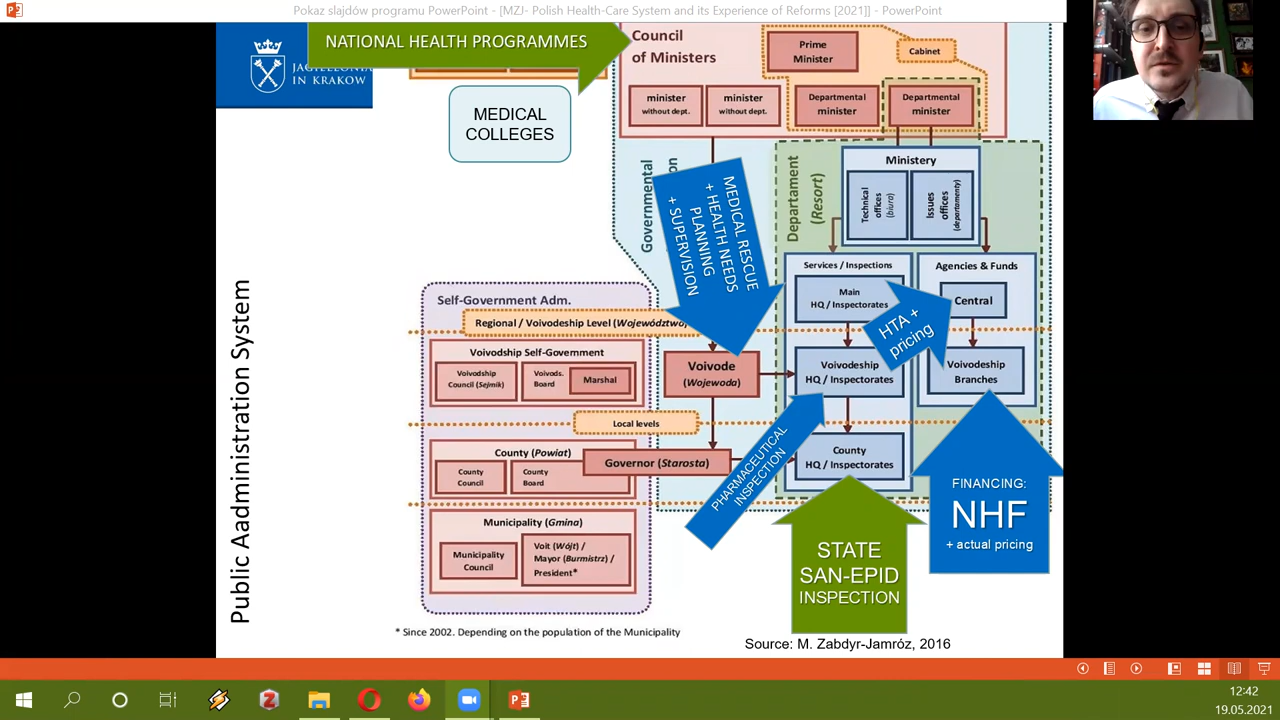 Pokaz slajdów programu PowerPoint - [MZJ- Polish Health-Care System and its Experience of Reforms [2021]] - PowerPoint
NATIONAL HEALTH PROGRAMMES
IN KRAKOW
MEDICAL
COLLEGES
Council
of Ministers
Prime
Minister
Cabinet
minister
without dept.
minister
without dept.
Departmental
minister
Departmental
minister
Governmental
MEDICAL RESCUE
+ HEALTH NEEDS
PLANNING
+ SUPERVISION
Departament
(Resort)
Ministery
Technical
offices
(biura)
Issues
offices
(departamenty)
Services / Inspections
Main
HQ / Inspectorates
Agencies & Funds
Central
HTA +
pricing
Public Aadministration System
Self-Government Adm.
Regional / Voivodeship Level (Województwo)
Voivodship Self-Government
Voivodship
Council (Sejmik)
Voivods.
Board
Marshal
Voivode
(Wojewoda)
Voivodeship
HQ / Inspectorates
Voivodeship
Branches
Local levels
County (Powiat)
County
Council
County
Board
Governor (Starosta)
County
HQ / Inspectorates
PHARMACEUTICAL
INSPECTION
FINANCING:
NHF
+ actual pricing
Municipality (Gmina)
Municipality
Council
Voit (Wójt) /
Mayor (Burmistrz) /
President*
STATE
SAN-EPID
INSPECTION
* Since 2002. Depending on the population of the Municipality
Source: M. Zabdyr-Jamróz, 2016
12:42
19.05.2021